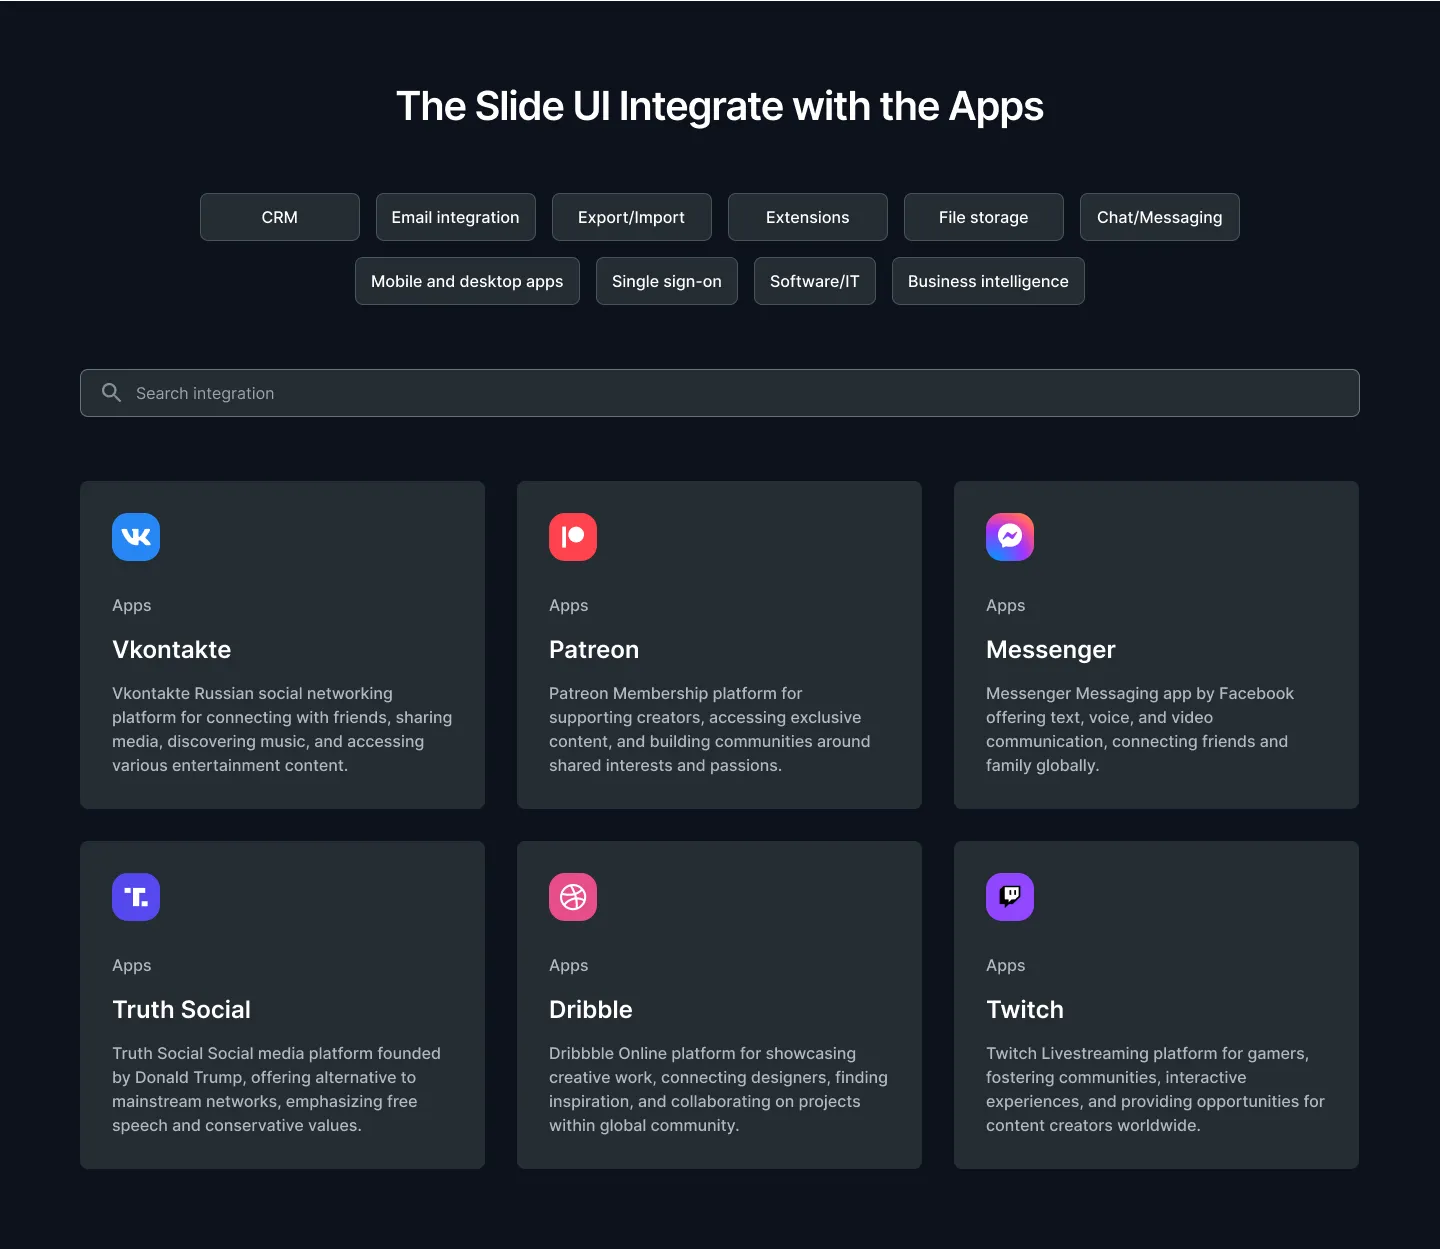 The Slide UI Integrate with the Apps
CRM
Email integration
Export/Import
Extensions
File storage
Chat/Messaging
Mobile and desktop apps
Single sign-on
Software/IT
Business intelligence
Search integration
Apps
Vkontakte
Vkontakte Russian social networking
platform for connecting with friends, sharing
media, discovering music, and accessing
various entertainment content.
Apps
Patreon
Patreon Membership platform for
supporting creators, accessing exclusive
content, and building communities around
shared interests and passions.
Apps
Messenger
Messenger Messaging app by Facebook
offering text, voice, and video
communication, connecting friends and
family globally.
Apps
Truth Social
Truth Social Social media platform founded
by Donald Trump, offering alternative to
mainstream networks, emphasizing free
speech and conservative values.
Apps
Dribble
Dribbble Online platform for showcasing
creative work, connecting designers, finding
inspiration, and collaborating on projects
within global community.
Apps
Twitch
Twitch Livestreaming platform for gamers,
fostering communities, interactive
experiences, and providing opportunities for
content creators worldwide.